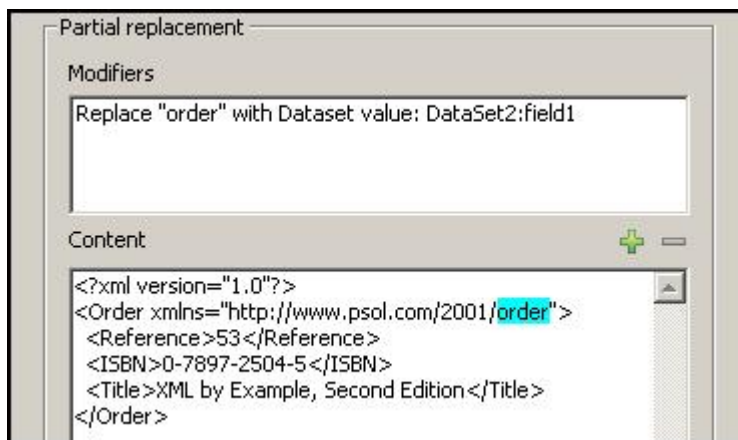 Partial replacement
Modifiers
Replace "order" with Dataset value: DataSet2:field1
Content
<?xml version="1.0"?>
<Order xmlns="http://www.psol.com/2001/order">
<Reference>53</Reference>
<ISBN>0-7897-2504-5</ISBN>
<Title>XML by Example, Second Edition</Title>
</Order>